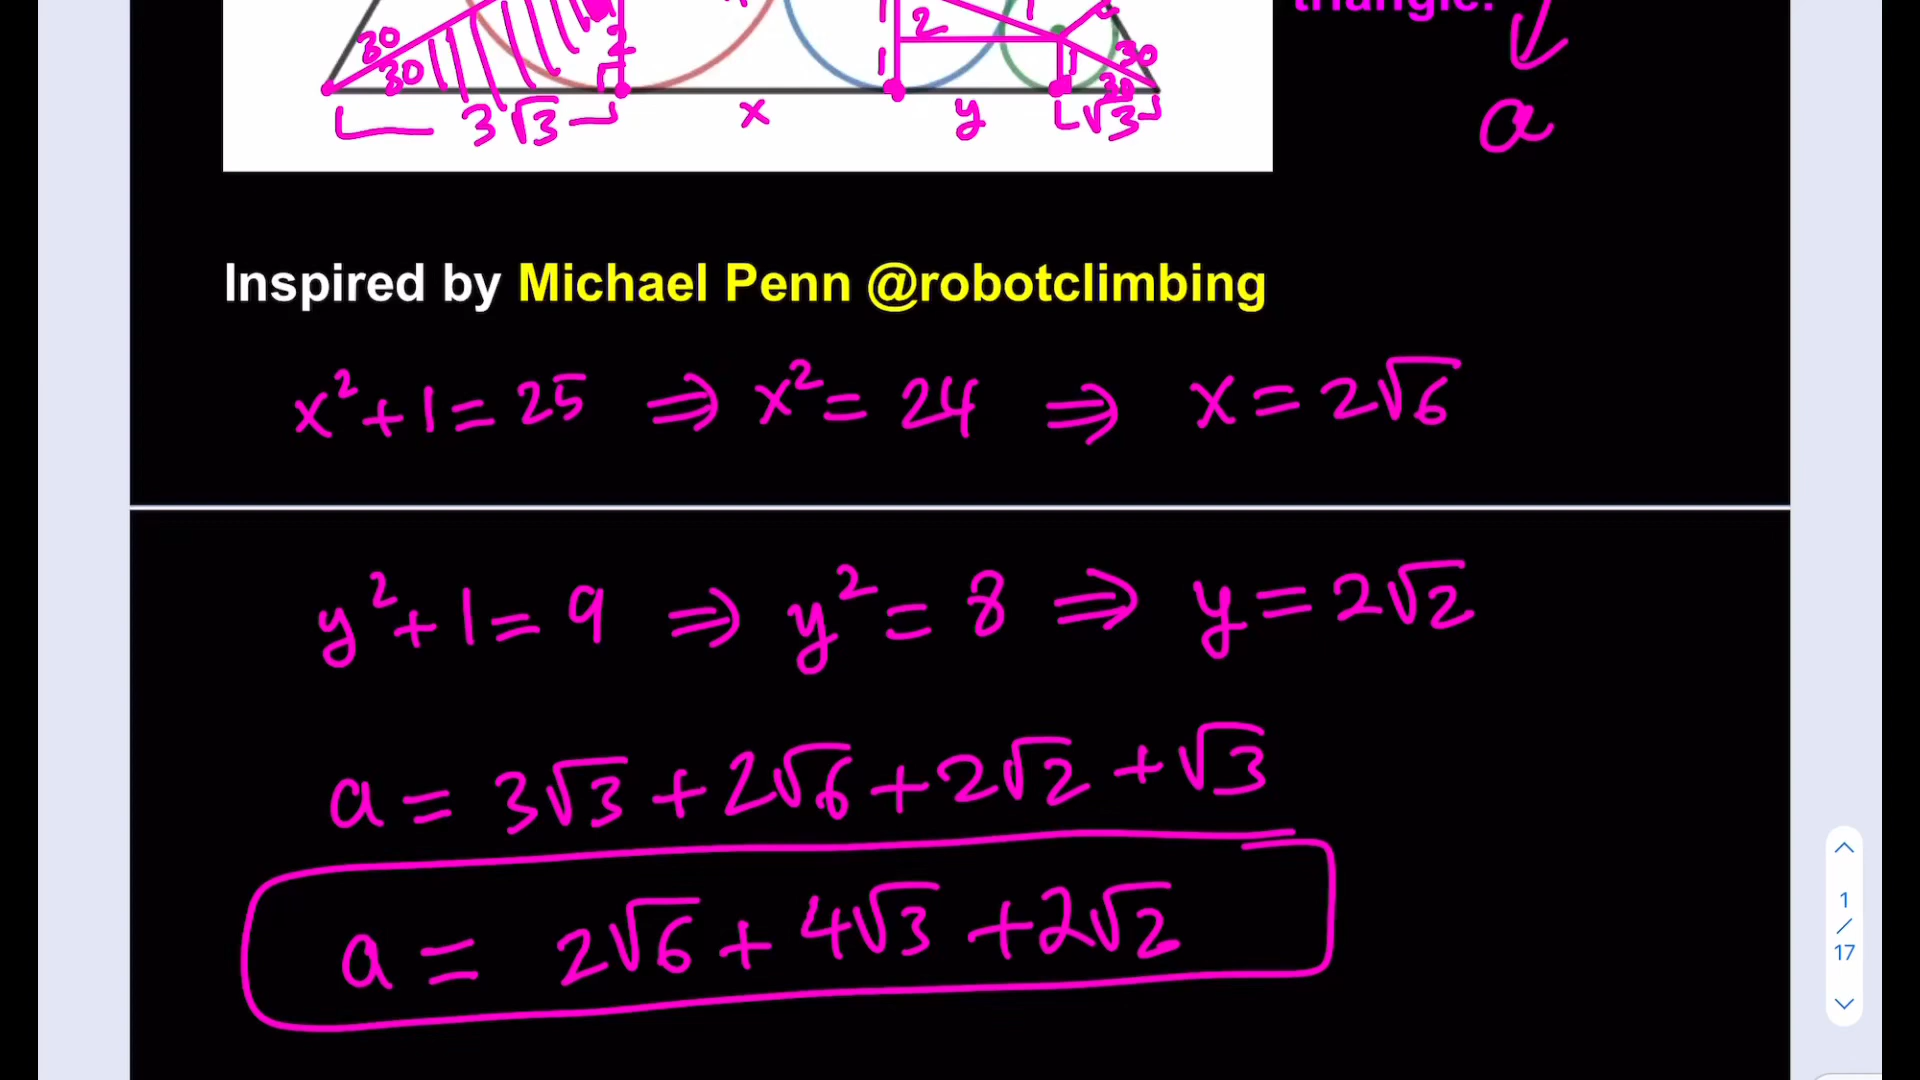 triangle.
30
30
2
2
1
30
30
3√3
x
y
√3
a
Inspired by Michael Penn @robotclimbing
x² + 1 = 25 ⇒ x² = 24 ⇒ x = 2√6
y² + 1 = 9 ⇒ y² = 8 ⇒ y = 2√2
a = 3√3 + 2√6 + 2√2 + √3
1
/
17
a = 2√6 + 4√3 + 2√2